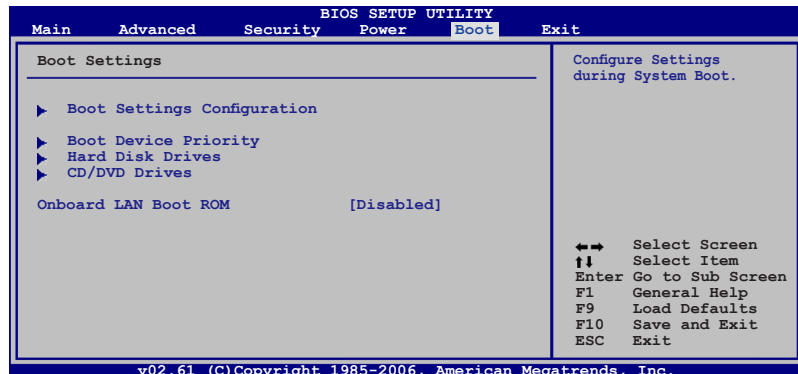 BIOS SETUP UTILITY
Main Advanced Security Power Boot Exit
Boot Settings
Boot Settings Configuration
Boot Device Priority
Hard Disk Drives
CD/DVD Drives
Onboard LAN Boot ROM [Disabled]
Configure Settings
during System Boot.
←→ Select Screen
↑↓ Select Item
Enter Go to Sub Screen
F1 General Help
F9 Load Defaults
F10 Save and Exit
ESC Exit
v02.61 (C)Copyright 1985-2006, American Megatrends, Inc.